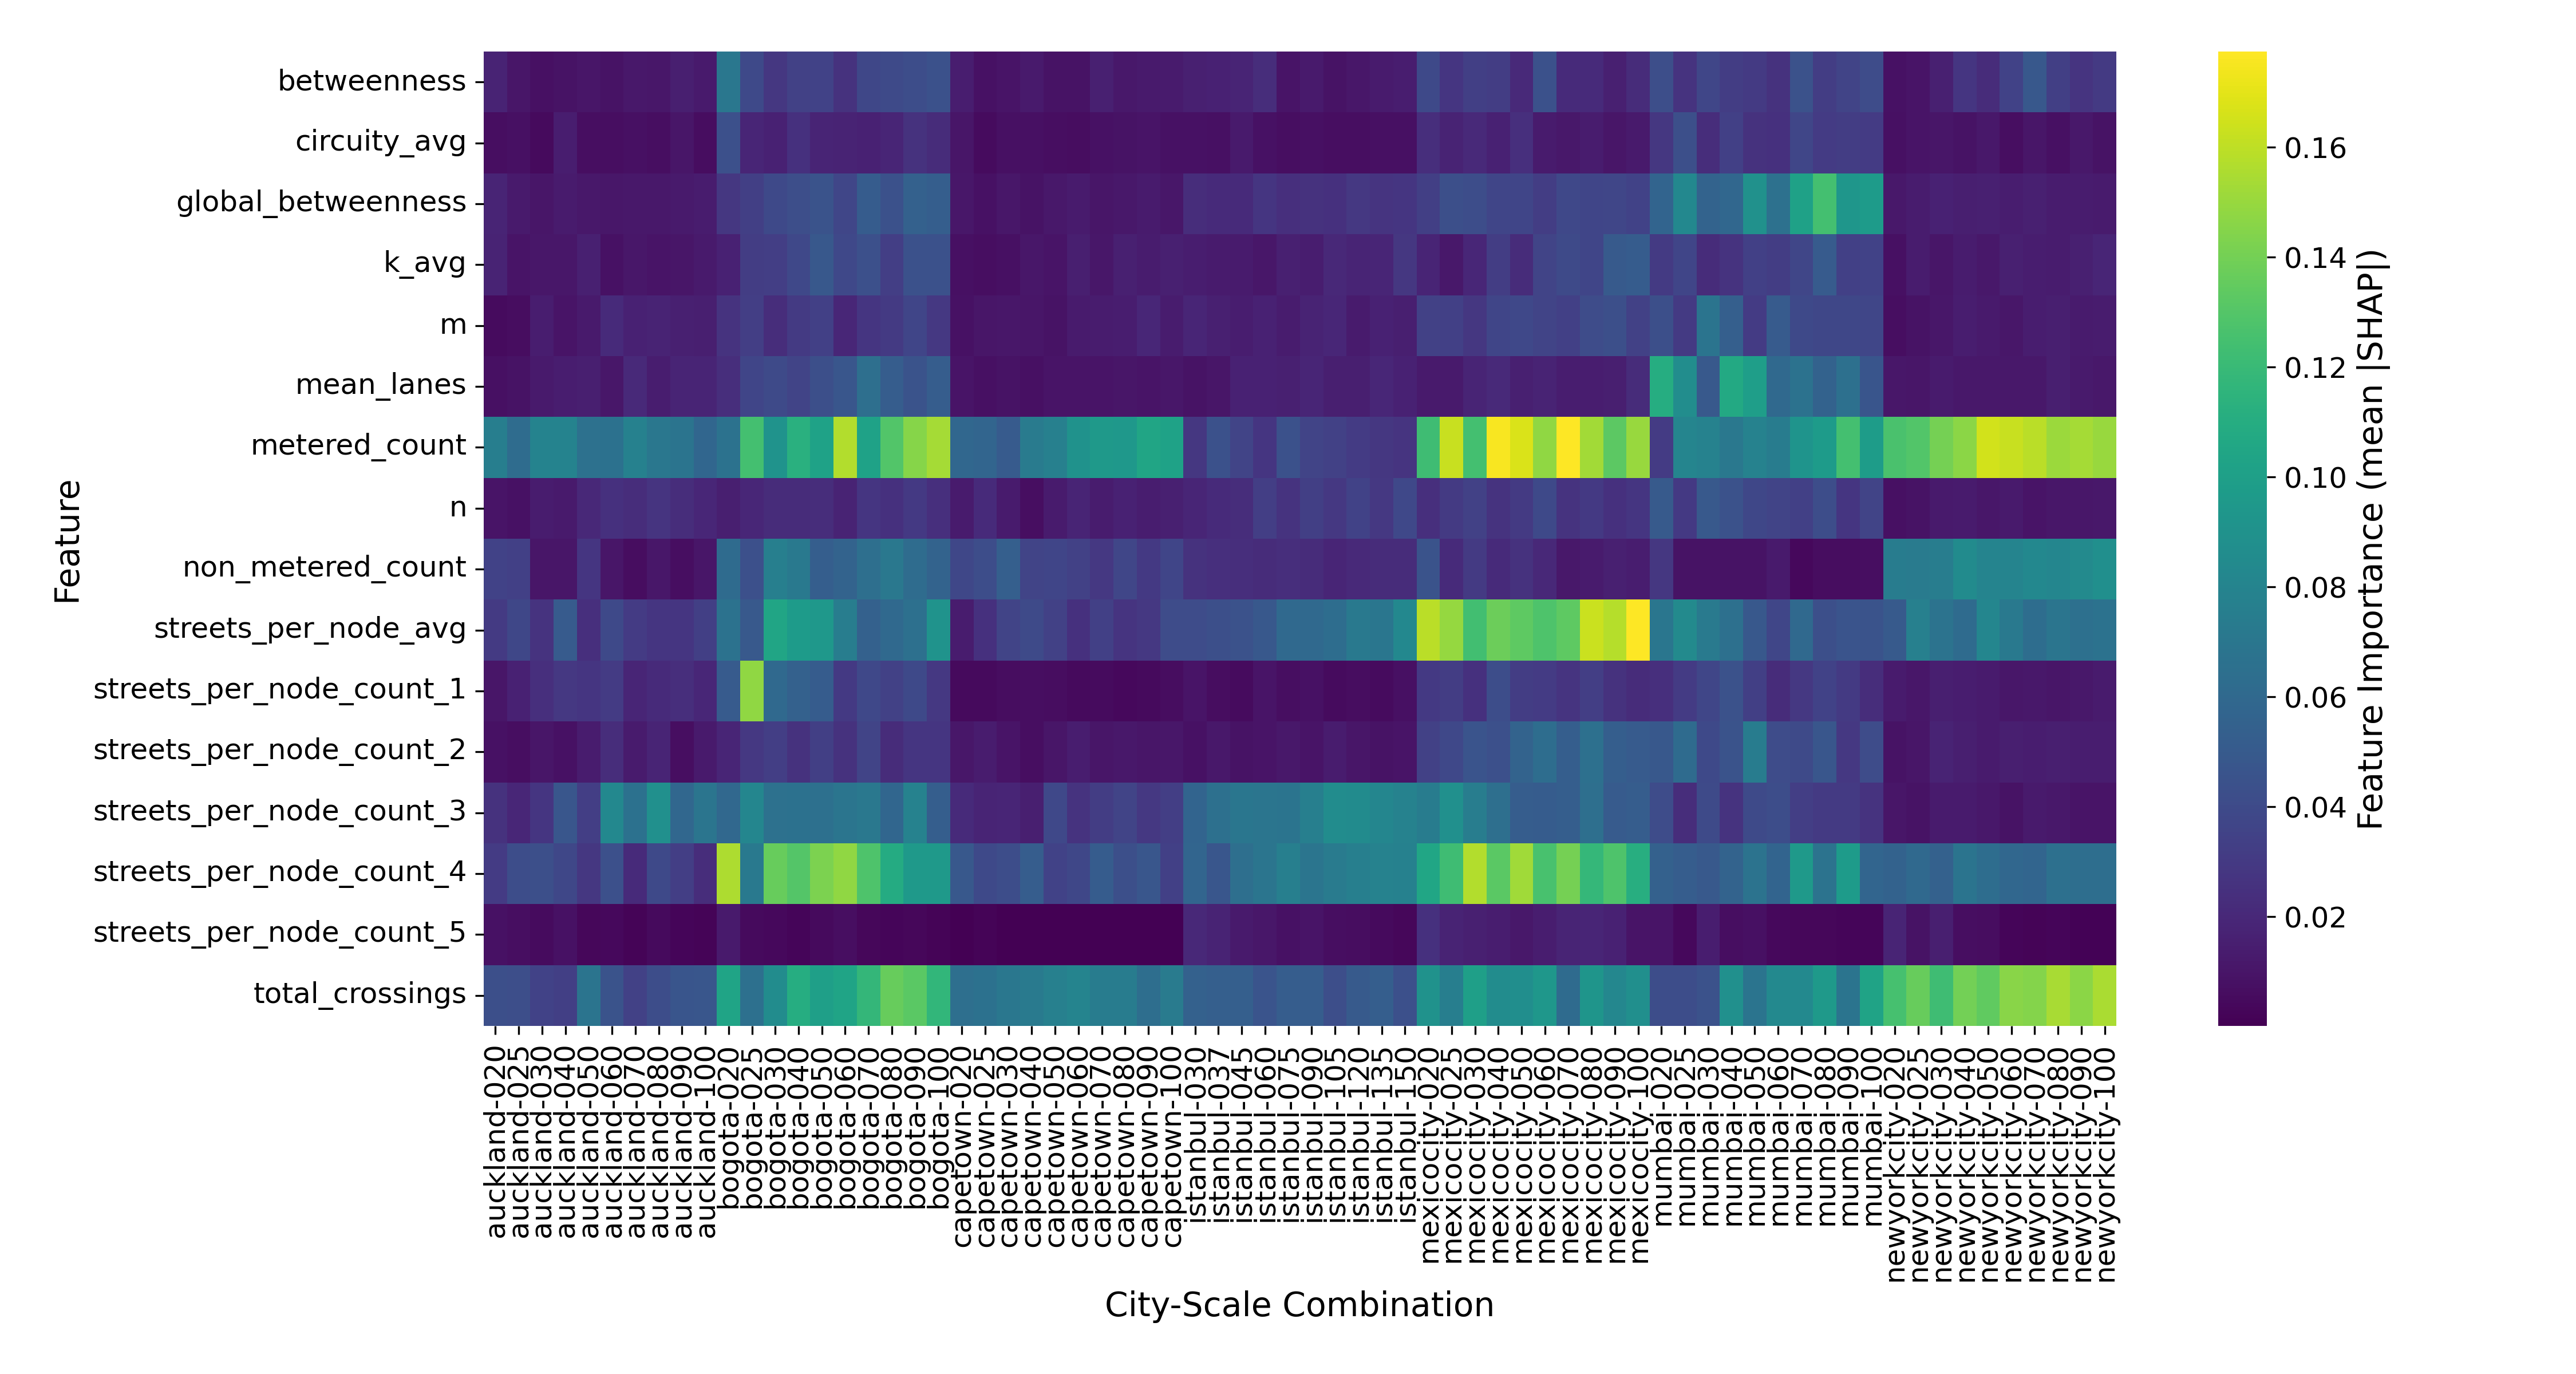 betweenness
circuity_avg
global_betweenness
k_avg
m
mean_lanes
metered_count
n
non_metered_count
streets_per_node_avg
streets_per_node_count_1
streets_per_node_count_2
streets_per_node_count_3
streets_per_node_count_4
streets_per_node_count_5
total_crossings
Feature
auckland-020
auckland-025
auckland-030
auckland-040
auckland-050
auckland-060
auckland-070
auckland-080
auckland-090
auckland-100
bogota-020
bogota-025
bogota-030
bogota-040
bogota-050
bogota-060
bogota-070
bogota-080
bogota-090
bogota-100
capetown-020
capetown-025
capetown-030
capetown-040
capetown-050
capetown-060
capetown-070
capetown-080
capetown-090
capetown-100
istanbul-030
istanbul-037
istanbul-045
istanbul-060
istanbul-075
istanbul-090
istanbul-105
istanbul-120
istanbul-135
istanbul-150
mexicocity-020
mexicocity-025
mexicocity-030
mexicocity-040
mexicocity-050
mexicocity-060
mexicocity-070
mexicocity-080
mexicocity-090
mexicocity-100
mumbai-020
mumbai-025
mumbai-030
mumbai-040
mumbai-050
mumbai-060
mumbai-070
mumbai-080
mumbai-090
mumbai-100
newyorkcity-020
newyorkcity-025
newyorkcity-030
newyorkcity-040
newyorkcity-050
newyorkcity-060
newyorkcity-070
newyorkcity-080
newyorkcity-090
newyorkcity-100
City-Scale Combination
0.16
0.14
0.12
0.10
0.08
0.06
0.04
0.02
Feature Importance (mean |SHAP|)